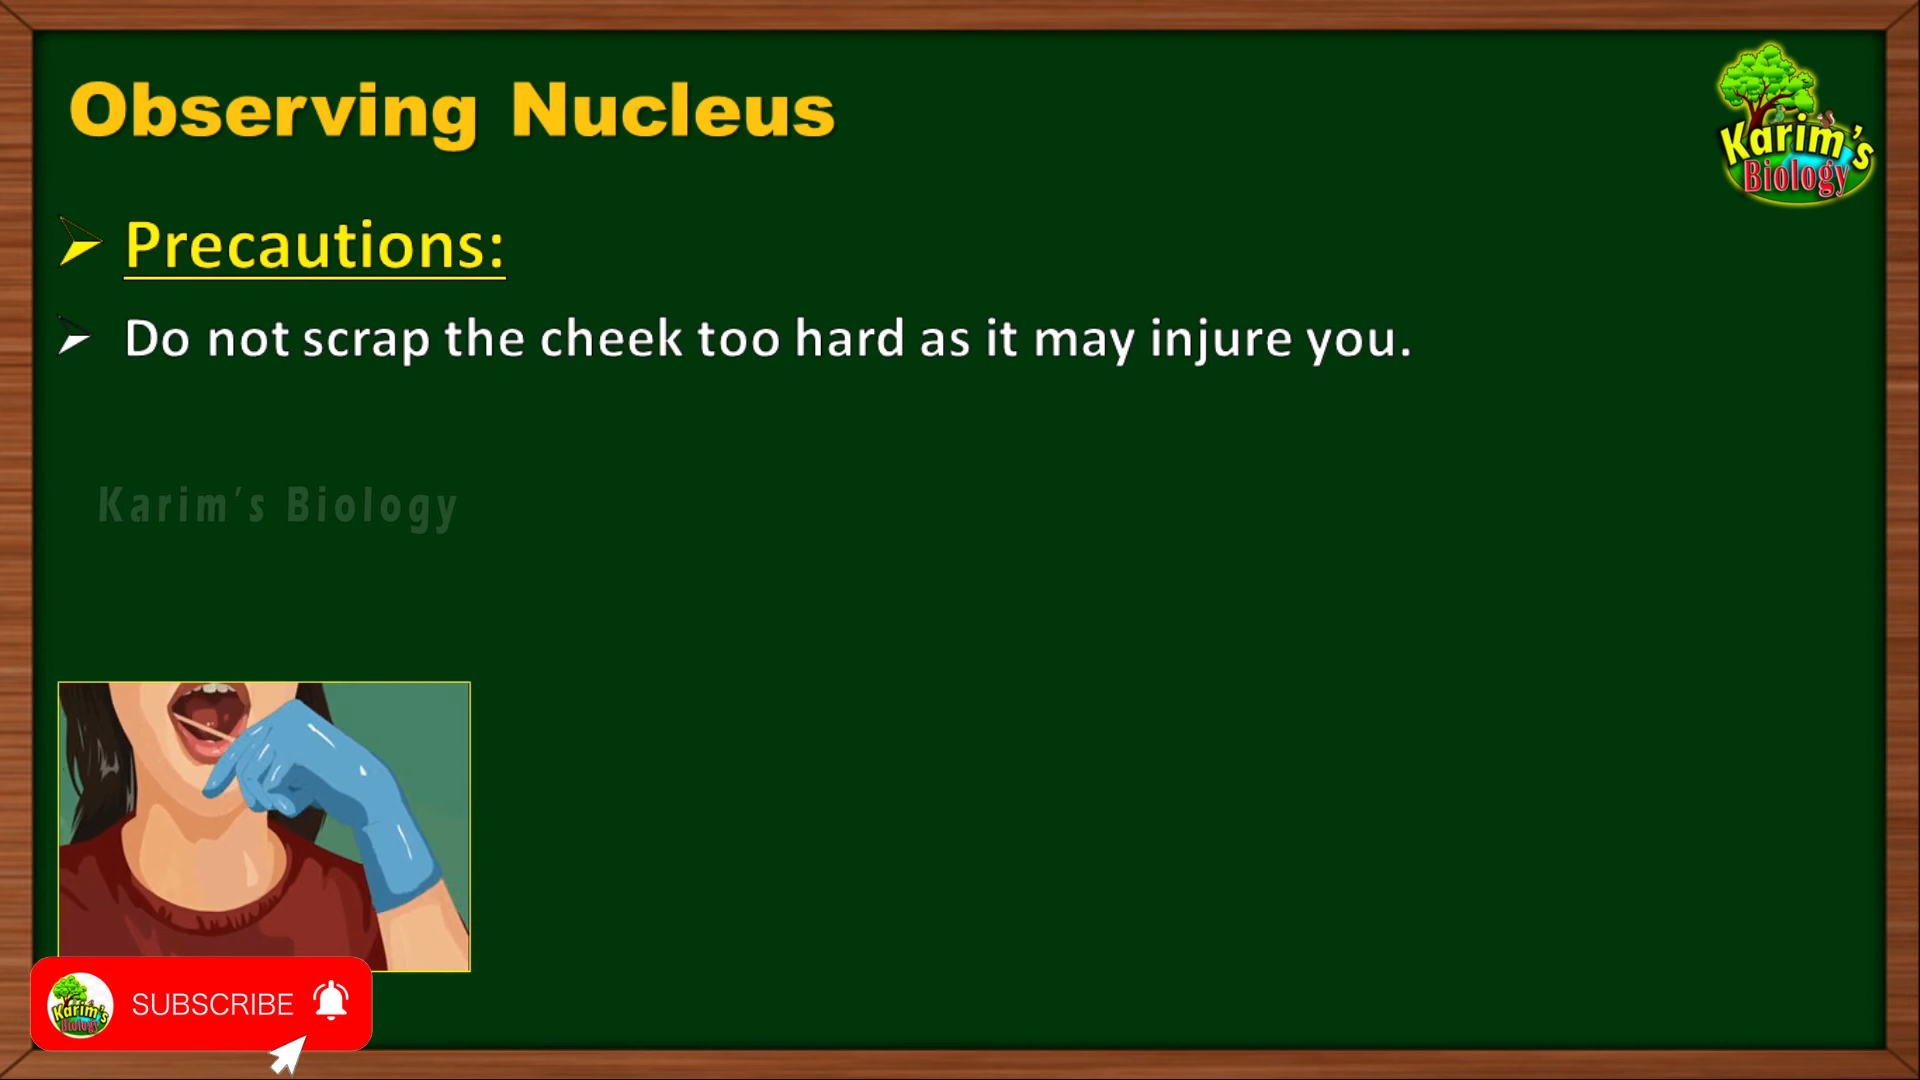 Observing Nucleus
Karim's
Biology
Precautions:
Do not scrap the cheek too hard as it may injure you.
Karim's Biology
Karim's
Biology
SUBSCRIBE